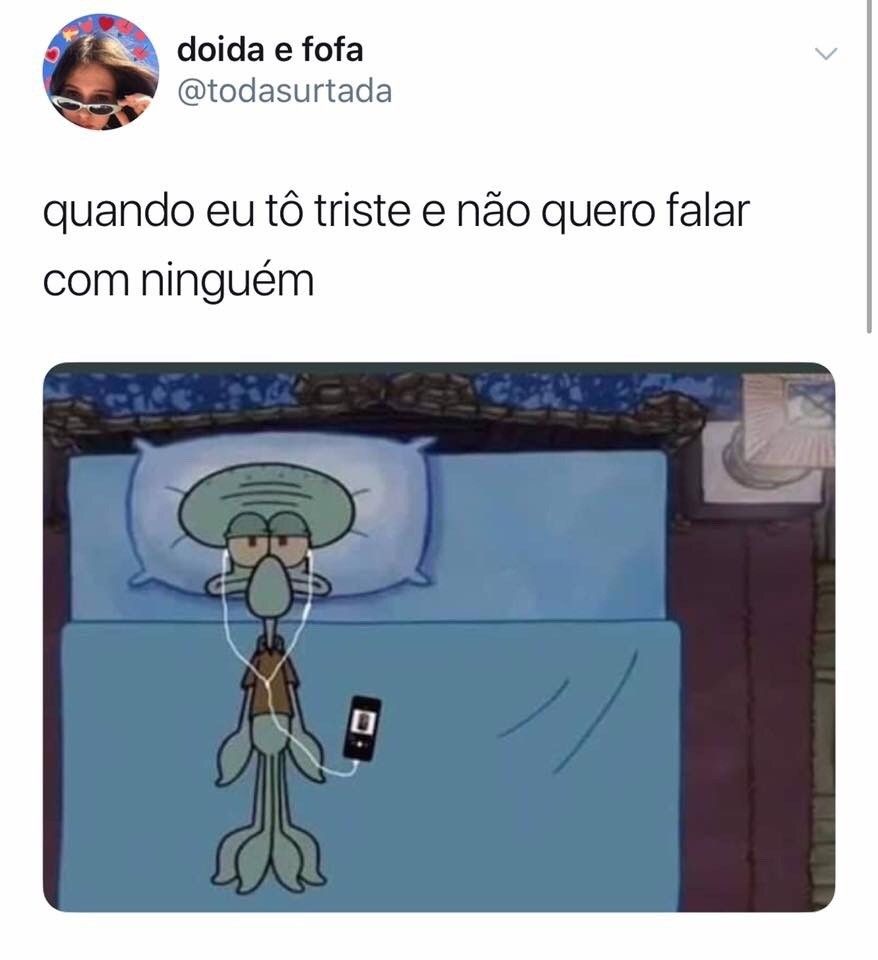 doida e fofa
@todasurtada
quando eu tô triste e não quero falar
com ninguém